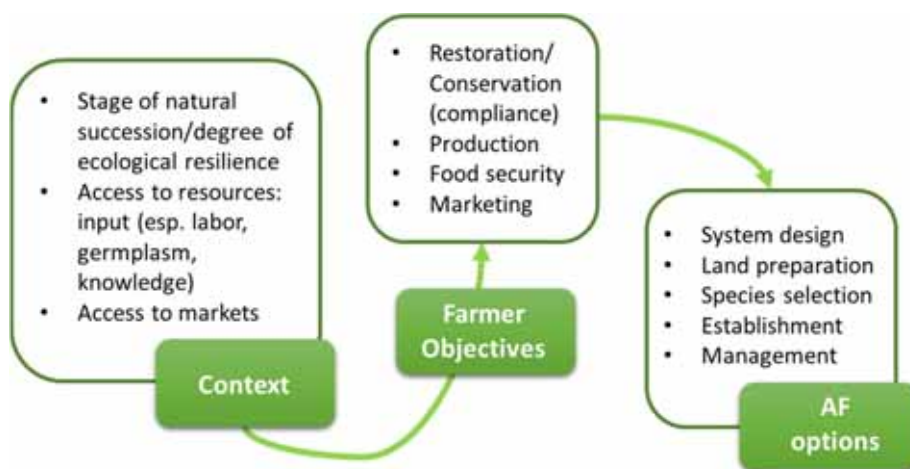 • Stage of natural
succession/degree of
ecological resilience
• Access to resources:
input (esp. labor,
germplasm,
knowledge)
• Access to markets
Context
• Restoration/
Conservation
(compliance)
• Production
• Food security
• Marketing
Farmer
Objectives
• System design
• Land preparation
• Species selection
• Establishment
• Management
AF
options